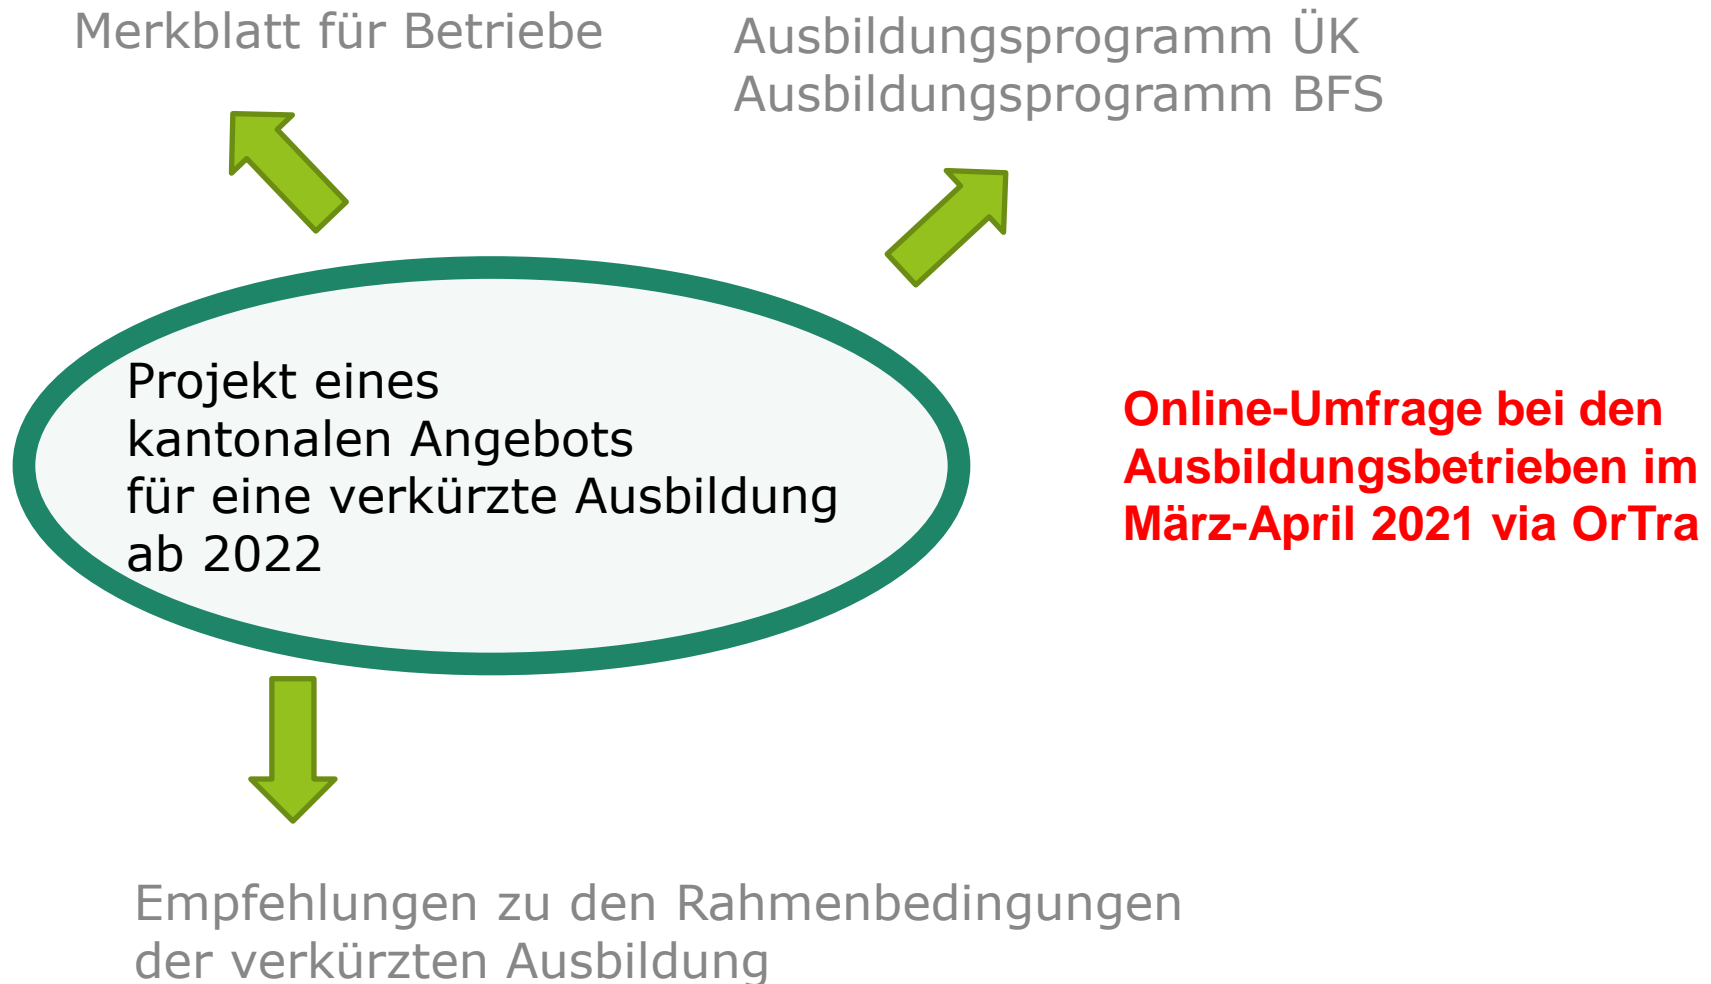 Merkblatt für Betriebe
Ausbildungsprogramm ÜK
Ausbildungsprogramm BFS
Projekt eines
kantonalen Angebots
für eine verkürzte Ausbildung
ab 2022
Online-Umfrage bei den
Ausbildungsbetrieben im
März-April 2021 via OrTra
Empfehlungen zu den Rahmenbedingungen
der verkürzten Ausbildung